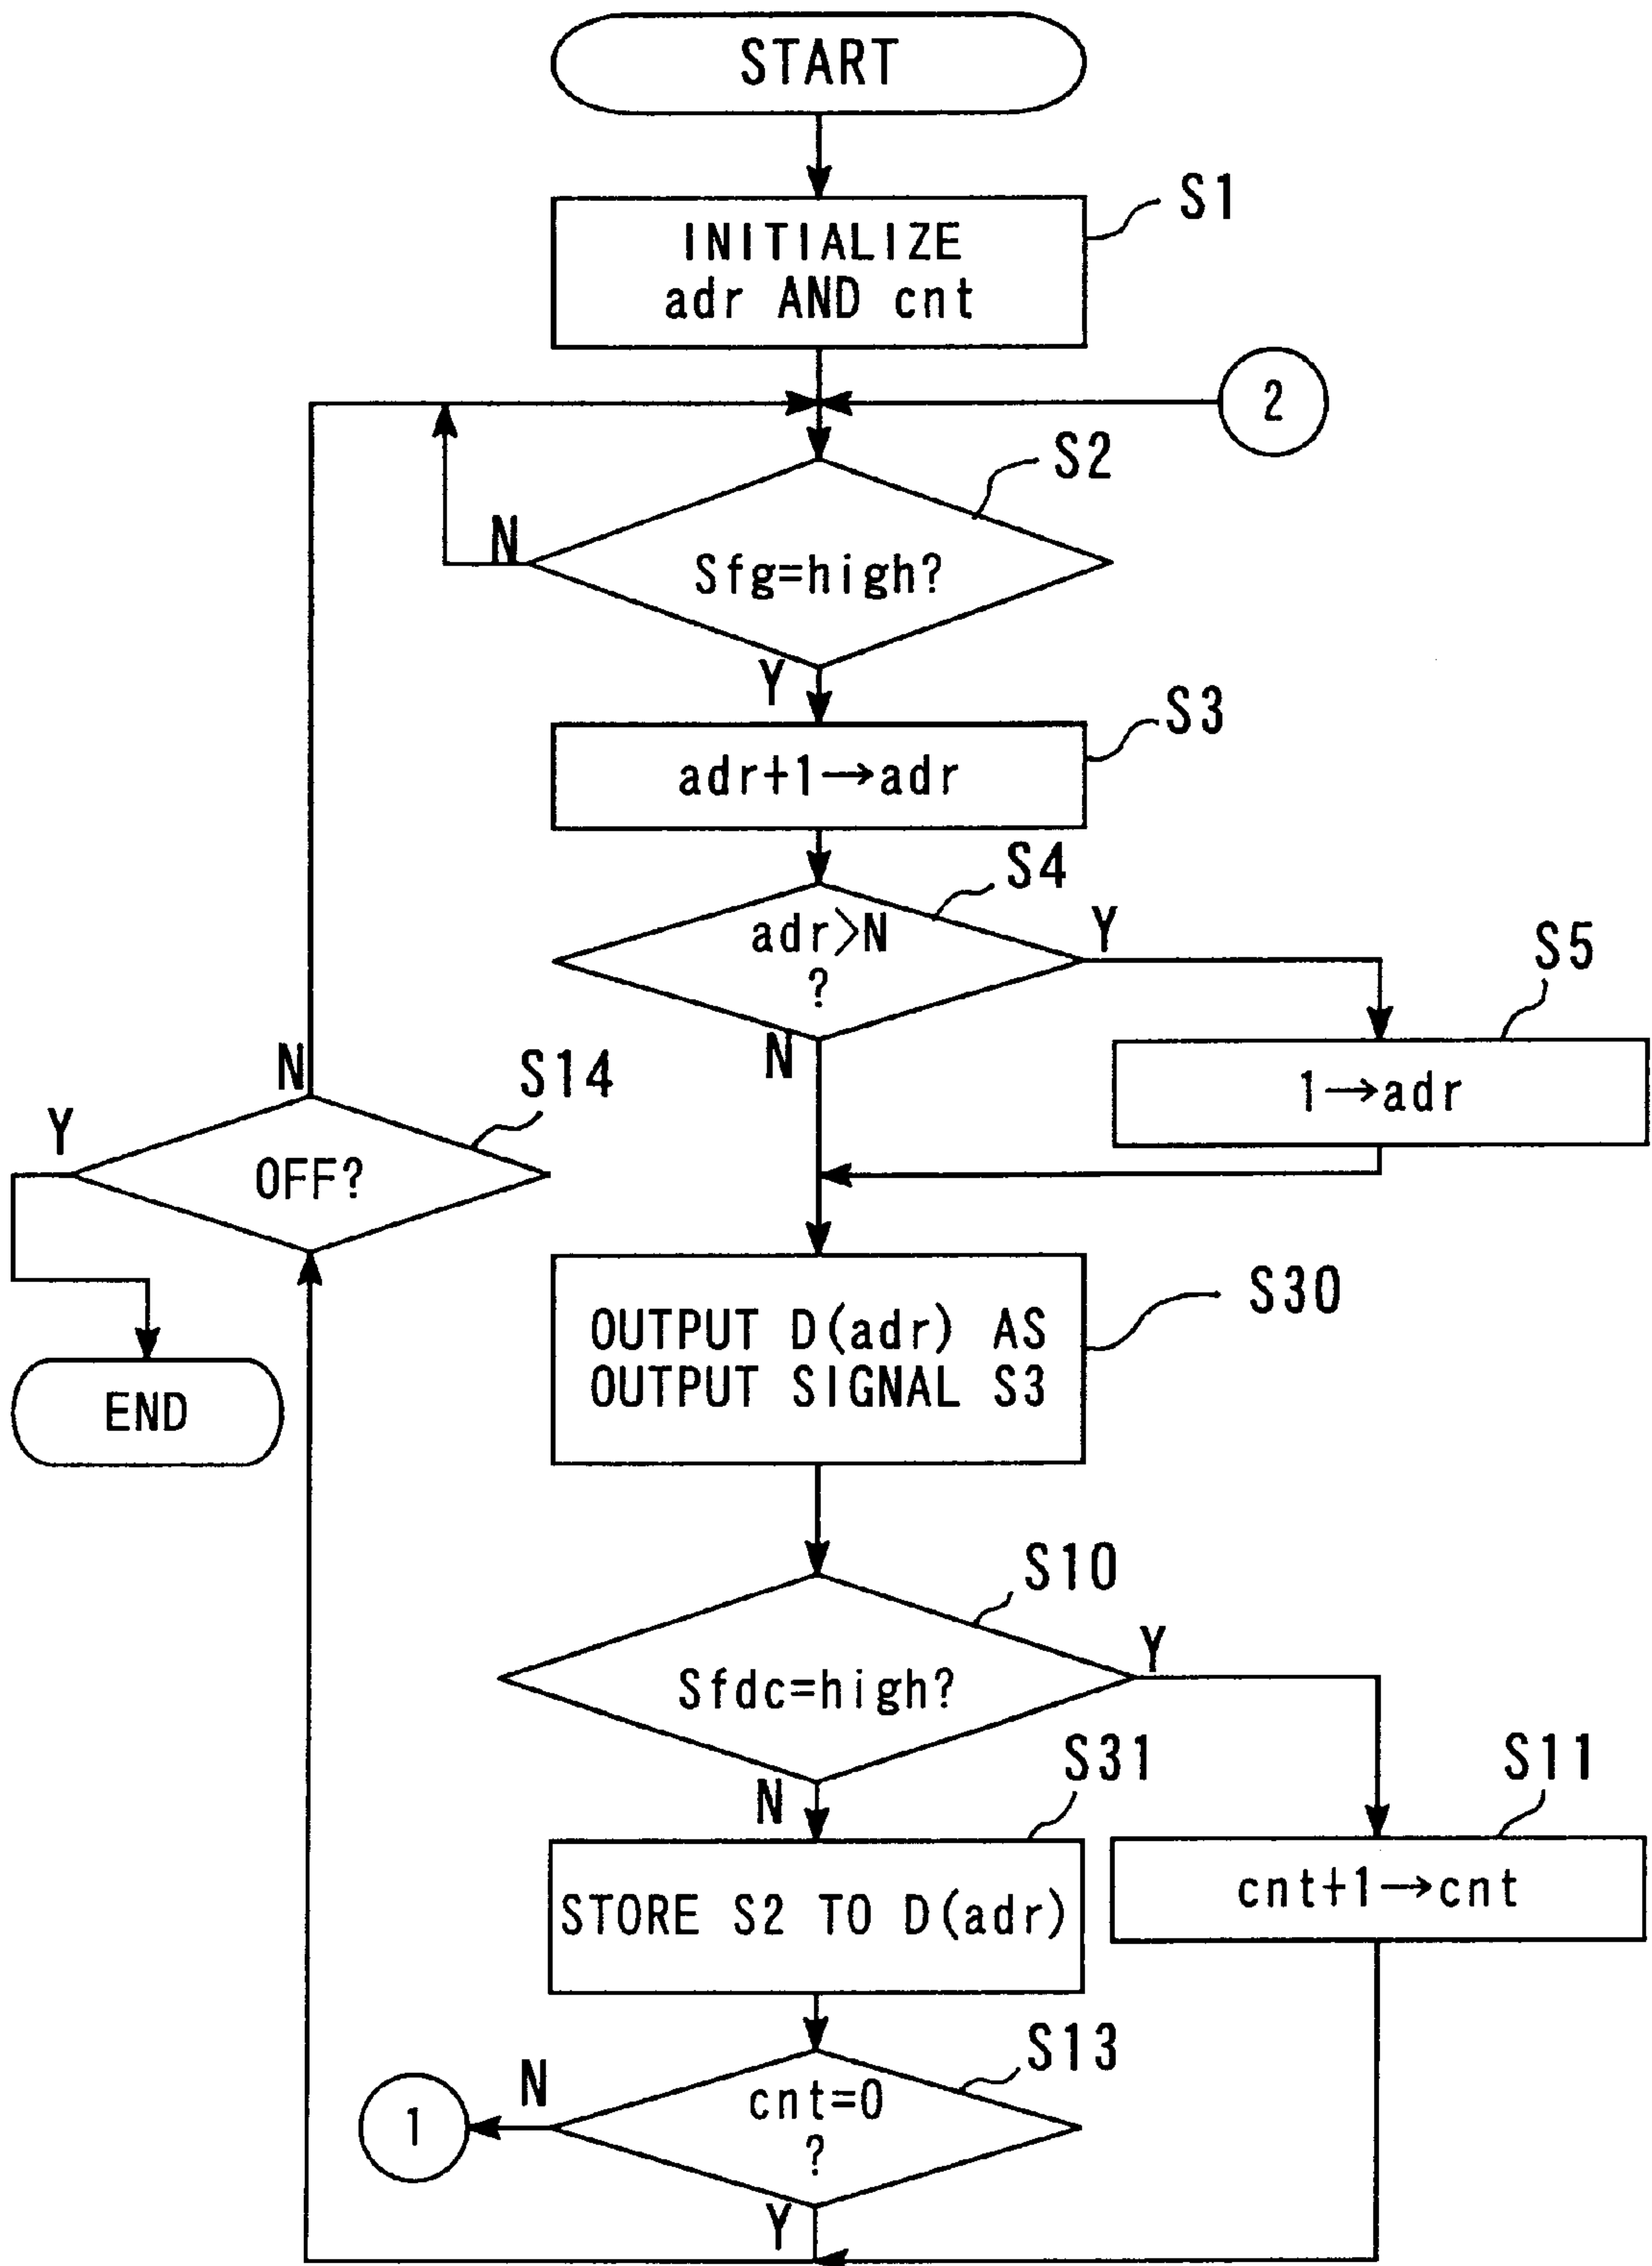 START
S1
INITIALIZE
adr AND cnt
2
S2
N
Sfg=high?
Y
S3
adr+1→adr
S4
adr>N
?
Y
S5
N
1→adr
N
S14
Y
OFF?
S30
OUTPUT D(adr) AS
OUTPUT SIGNAL S3
END
S10
Sfdc=high?
Y
S31
S11
N
cnt+1→cnt
STORE S2 TO D(adr)
S13
N
cnt=0
?
1
Y